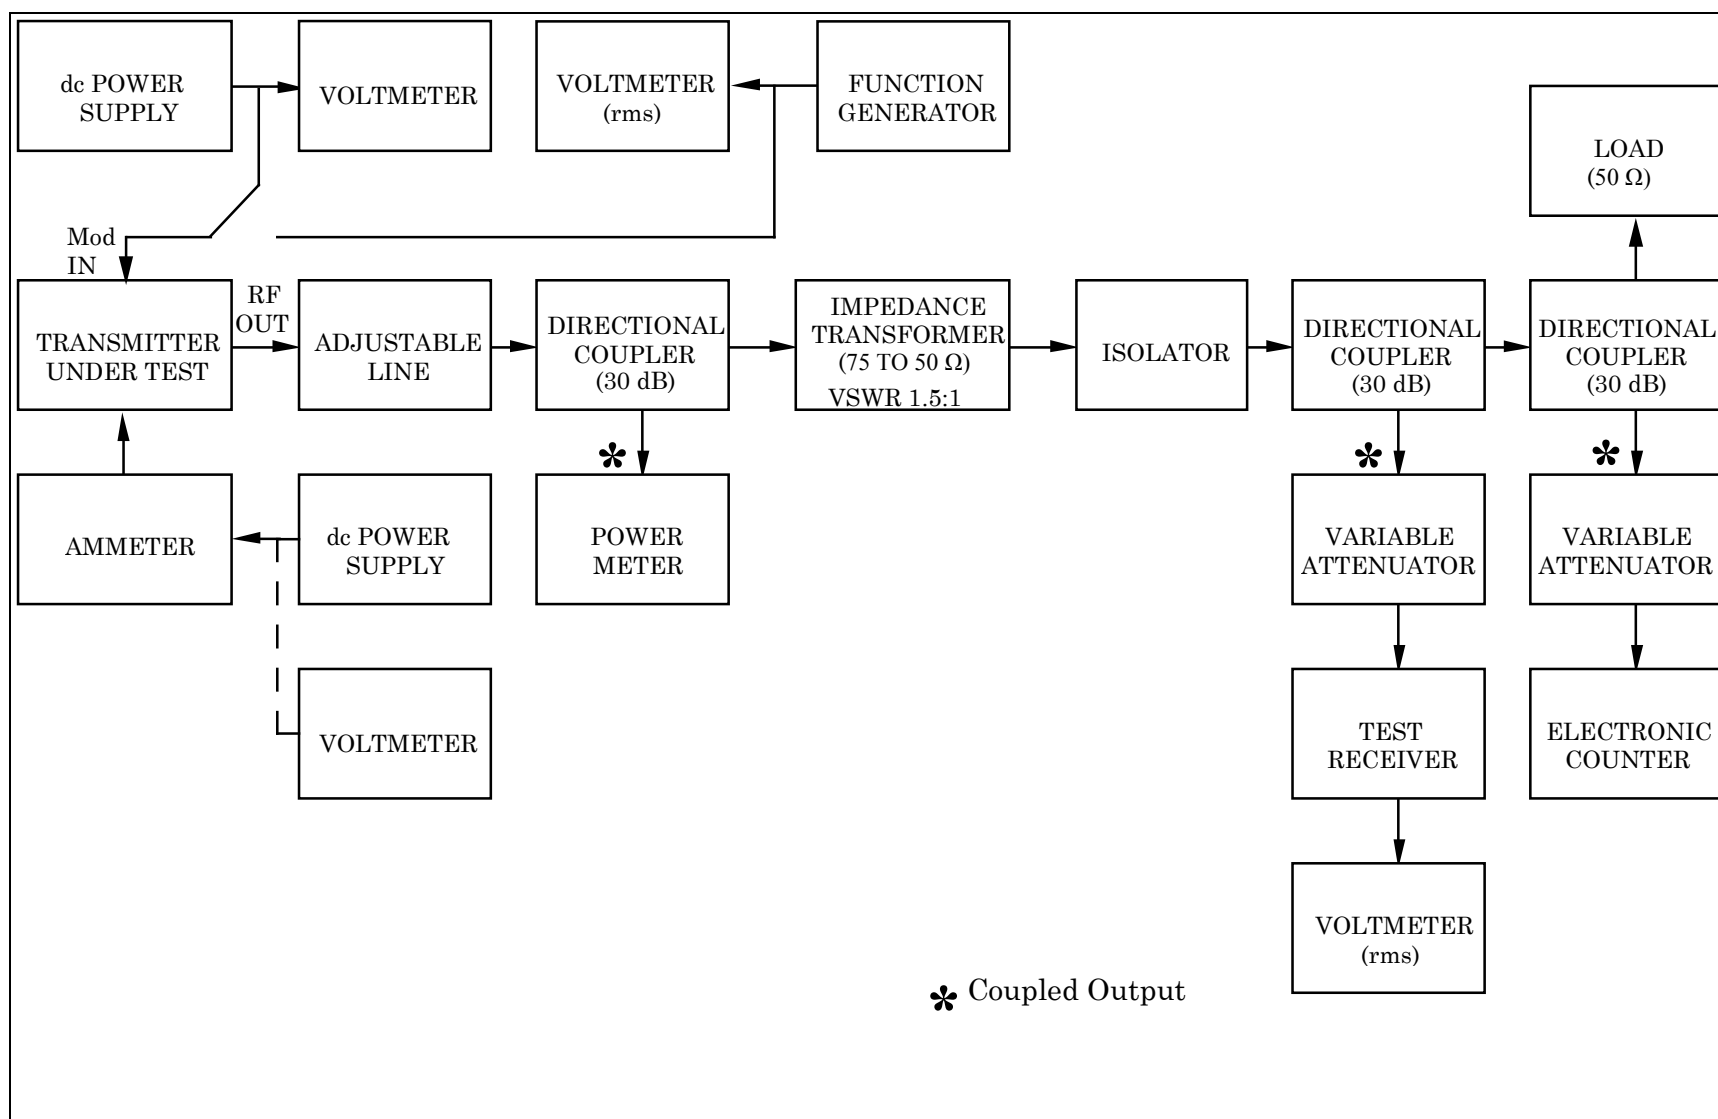 dc POWER
SUPPLY
VOLTMETER
VOLTMETER
(rms)
FUNCTION
GENERATOR
LOAD
(50 Ω)
Mod
IN
RF
OUT
TRANSMITTER
UNDER TEST
ADJUSTABLE
LINE
DIRECTIONAL
COUPLER
(30 dB)
IMPEDANCE
TRANSFORMER
(75 TO 50 Ω)
VSWR 1.5:1
ISOLATOR
DIRECTIONAL
COUPLER
(30 dB)
DIRECTIONAL
COUPLER
(30 dB)
*
*
*
AMMETER
dc POWER
SUPPLY
POWER
METER
VARIABLE
ATTENUATOR
VARIABLE
ATTENUATOR
VOLTMETER
TEST
RECEIVER
ELECTRONIC
COUNTER
VOLTMETER
(rms)
* Coupled Output